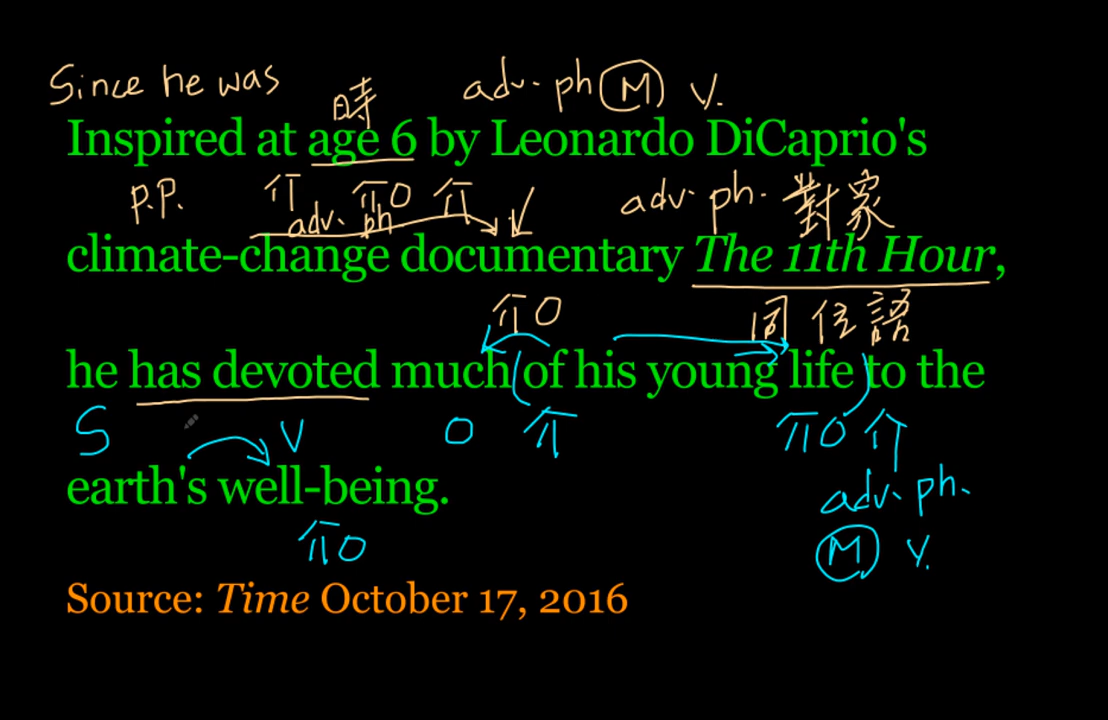 Since he was
時 adv. ph M V.
Inspired at age 6 by Leonardo DiCaprio's
P.P. 介 介O 介 adv. ph. 對家
adv. ph
climate-change documentary The 11th Hour,
介O 同位語
he has devoted much (of his young life) to the
S V O 介 介O 介
earth's well-being.
adv. ph.
介O M V.
Source: Time October 17, 2016